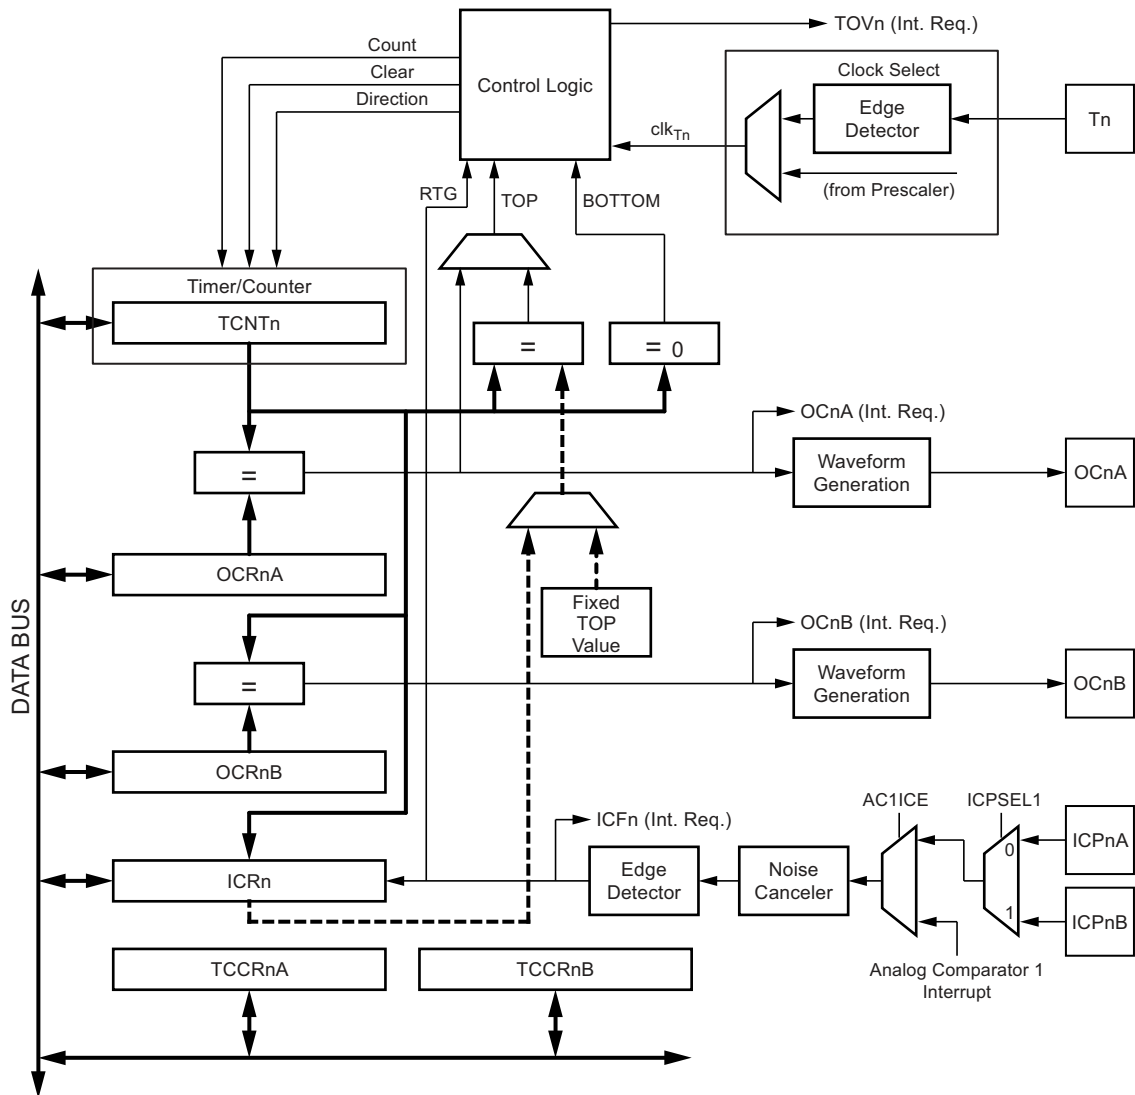 TOVn (Int. Req.)
Count
Clear
Direction
Control Logic
Clock Select
Edge
Detector
Tn
clkTn
(from Prescaler)
RTG
TOP
BOTTOM
Timer/Counter
TCNTn
=
= 0
OCnA (Int. Req.)
=
Waveform
Generation
OCnA
OCRnA
Fixed
TOP
Value
DATA BUS
OCnB (Int. Req.)
=
Waveform
Generation
OCnB
OCRnB
AC1ICE
ICPSEL1
ICFn (Int. Req.)
0
ICPnA
ICRn
Edge
Detector
Noise
Canceler
1
ICPnB
TCCRnA
TCCRnB
Analog Comparator 1
Interrupt